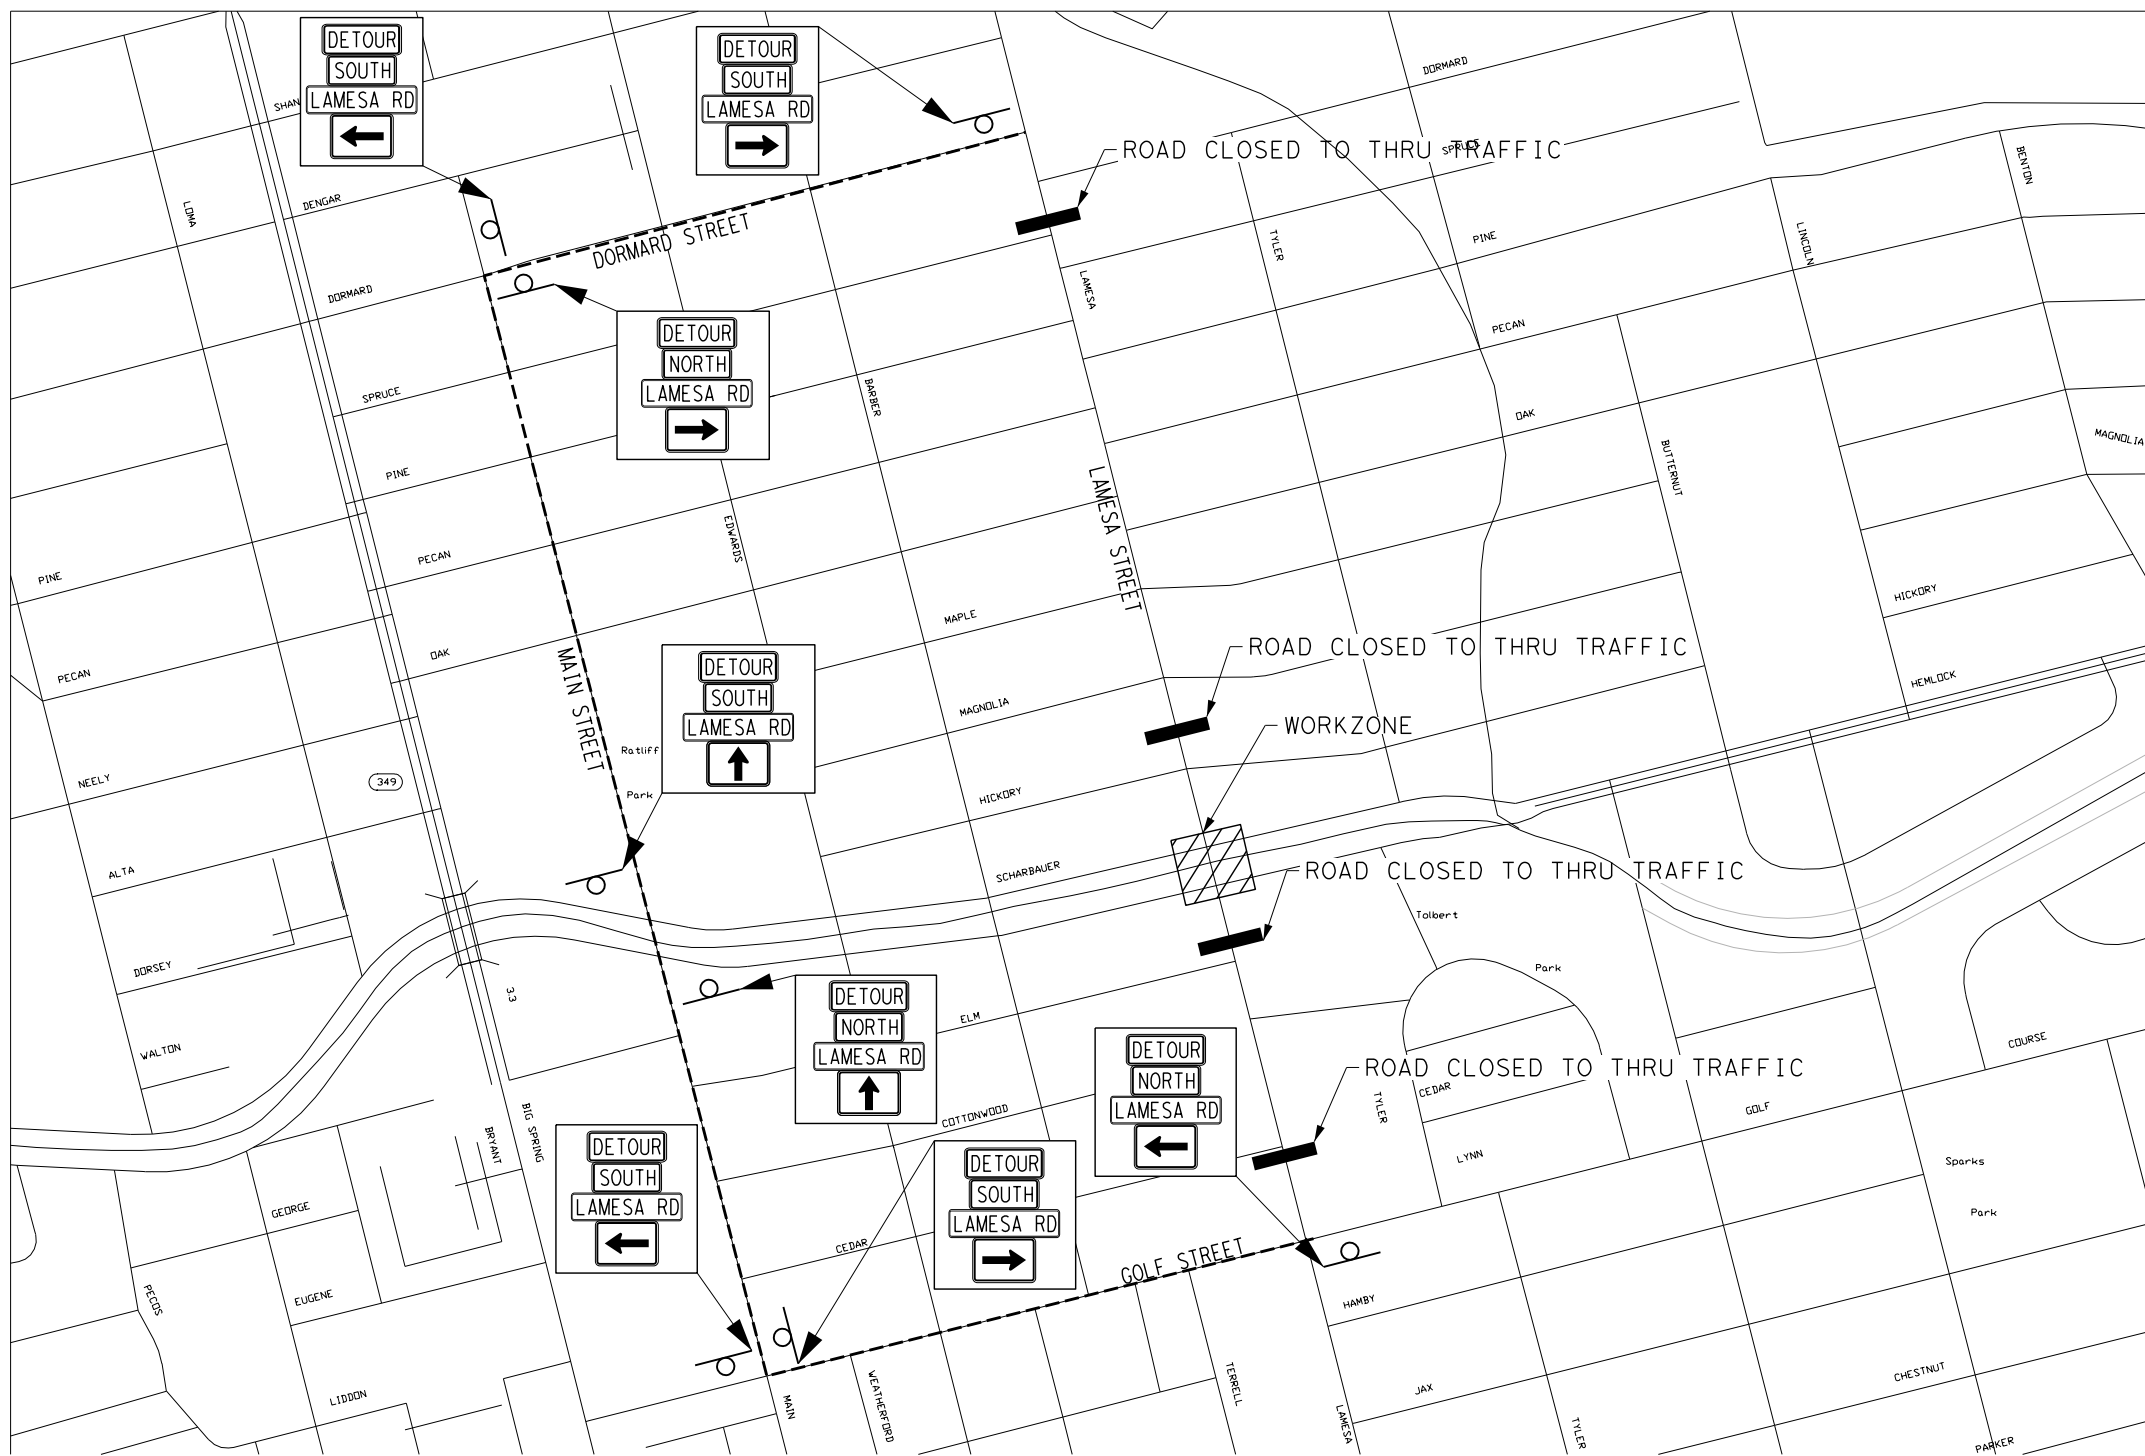 DETOUR
SOUTH
LAMESA RD
DETOUR
SOUTH
LAMESA RD
DORMARD
SHAN
ROAD CLOSED TO THRU TRAFFIC
SPRUCE
BENTON
LOMA
DENGAR
DORMARD STREET
TYLER
PINE
LINCOLN
DORMARD
LAMESA
DETOUR
NORTH
LAMESA RD
PECAN
SPRUCE
BARBER
OAK
MAGNOLIA
BUTTERNUT
PINE
LAMESA STREET
EDWARDS
PECAN
PINE
HICKORY
MAPLE
ROAD CLOSED TO THRU TRAFFIC
OAK
MAIN STREET
DETOUR
SOUTH
LAMESA RD
PECAN
HEMLOCK
MAGNOLIA
WORKZONE
Ratliff
Park
NEELY
349
HICKORY
ALTA
SCHARBAUER
ROAD CLOSED TO THRU TRAFFIC
Tolbert
Park
DORSEY
3.3
DETOUR
NORTH
LAMESA RD
ELM
WALTON
DETOUR
NORTH
LAMESA RD
ROAD CLOSED TO THRU TRAFFIC
COURSE
CEDAR
TYLER
GOLF
COTTONWOOD
BIG SPRING
BRYANT
DETOUR
SOUTH
LAMESA RD
DETOUR
SOUTH
LAMESA RD
LYNN
Sparks
Park
GEORGE
CEDAR
GOLF STREET
PECOS
EUGENE
HAMBY
LIDDON
MAIN
WEATHERFORD
TERRELL
LAMESA
JAX
TYLER
CHESTNUT
PARKER